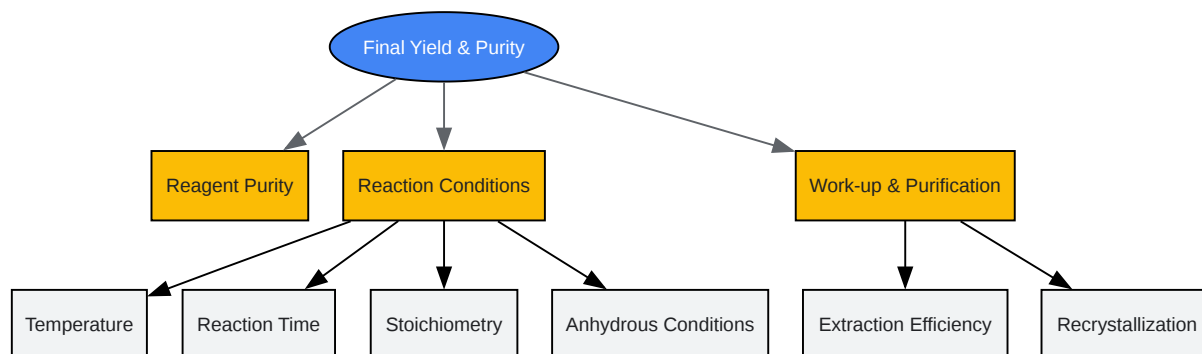 Final Yield & Purity
Reagent Purity
Reaction Conditions
Work-up & Purification
Temperature
Reaction Time
Stoichiometry
Anhydrous Conditions
Extraction Efficiency
Recrystallization